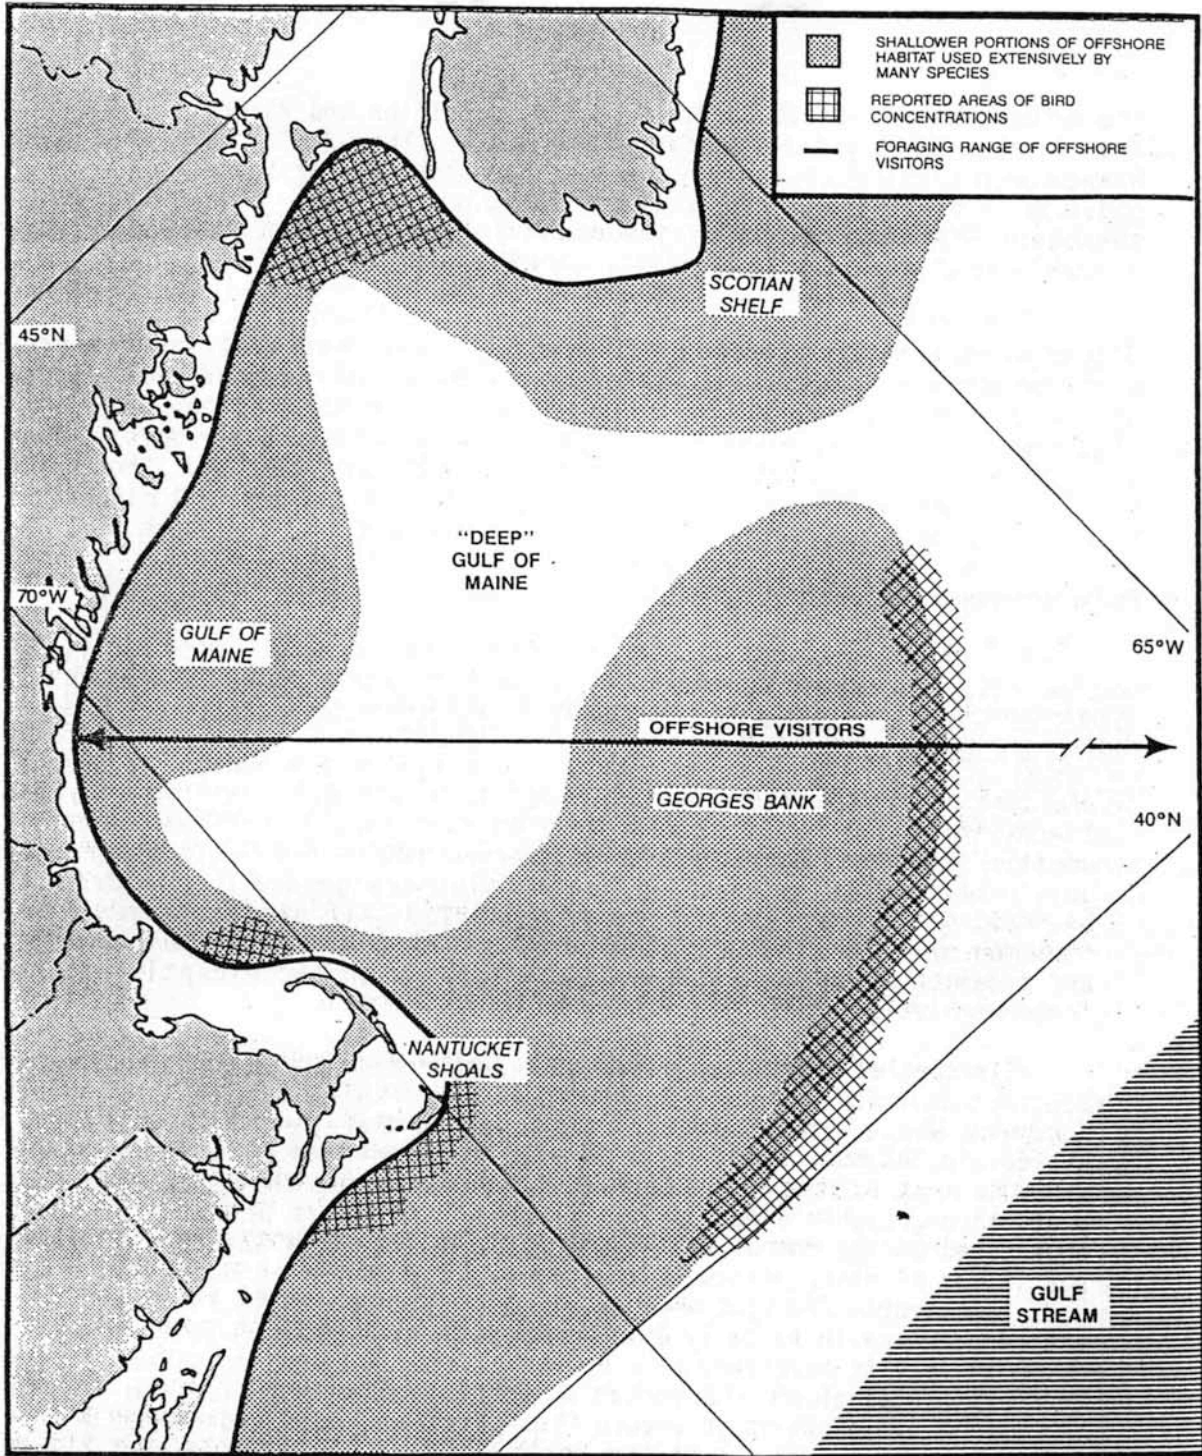 SHALLOWER PORTIONS OF OFFSHORE
HABITAT USED EXTENSIVELY BY
MANY SPECIES
REPORTED AREAS OF BIRD
CONCENTRATIONS
FORAGING RANGE OF OFFSHORE
VISITORS
SCOTIAN
SHELF
45°N
"DEEP"
GULF OF
MAINE
70°W
GULF OF
MAINE
65°W
OFFSHORE VISITORS
GEORGES BANK
40°N
NANTUCKET
SHOALS
GULF
STREAM